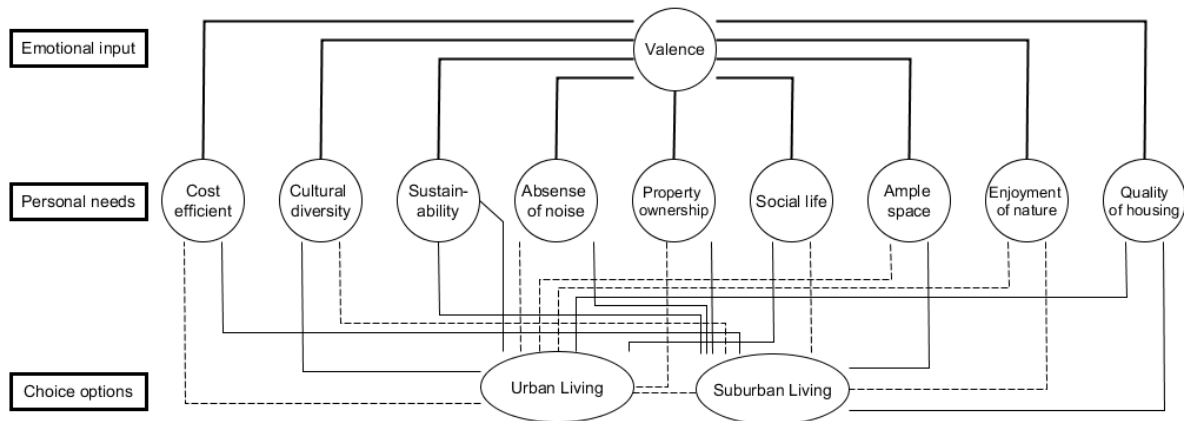 Emotional input
Valence
Personal needs
Cost
efficient
Cultural
diversity
Sustain-
ability
Absense
of noise
Property
ownership
Social life
Ample
space
Enjoyment
of nature
Quality
of housing
Choice options
Urban Living
Suburban Living